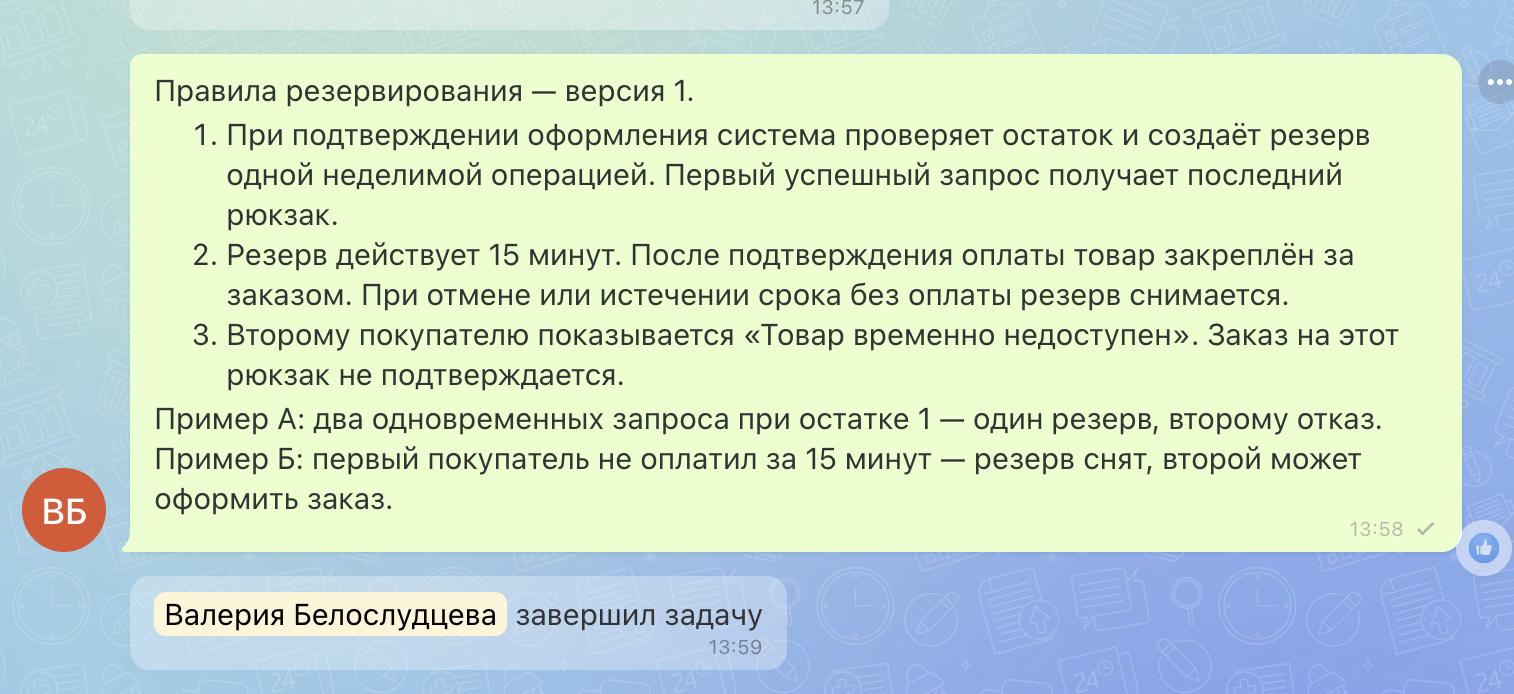 13:57
Правила резервирования — версия 1.
1. При подтверждении оформления система проверяет остаток и создаёт резерв
одной неделимой операцией. Первый успешный запрос получает последний
рюкзак.
2. Резерв действует 15 минут. После подтверждения оплаты товар закреплён за
заказом. При отмене или истечении срока без оплаты резерв снимается.
3. Второму покупателю показывается «Товар временно недоступен». Заказ на этот
рюкзак не подтверждается.
Пример А: два одновременных запроса при остатке 1 — один резерв, второму отказ.
Пример Б: первый покупатель не оплатил за 15 минут — резерв снят, второй может
оформить заказ.
ВБ
13:58
Валерия Белослудцева завершил задачу
13:59